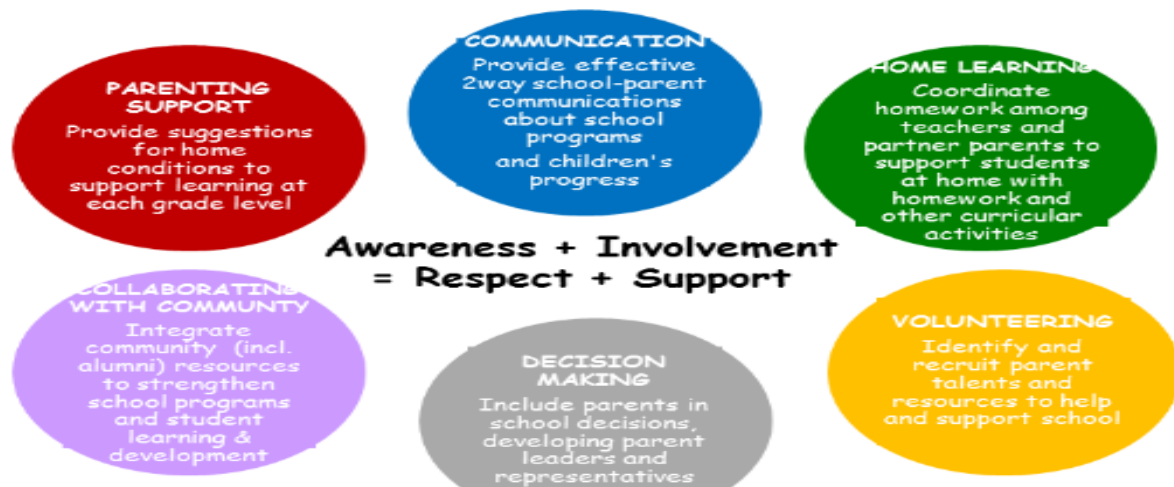 PARENTING
SUPPORT
Provide suggestions
for home
conditions to
support learning at
each grade level
COMMUNICATION
Provide effective
2way school-parent
communications
about school
programs
and children's
progress
HOME LEARNING
Coordinate
homework among
teachers and
partner parents to
support students
at home with
homework and
other curricular
activities
Awareness + Involvement
= Respect + Support
COLLABORATING
WITH COMMUNTY
Integrate
community (incl.
alumni) resources
to strengthen
school programs
and student
learning &
development
DECISION
MAKING
Include parents in
school decisions,
developing parent
leaders and
representatives
VOLUNTEERING
Identify and
recruit parent
talents and
resources to help
and support school